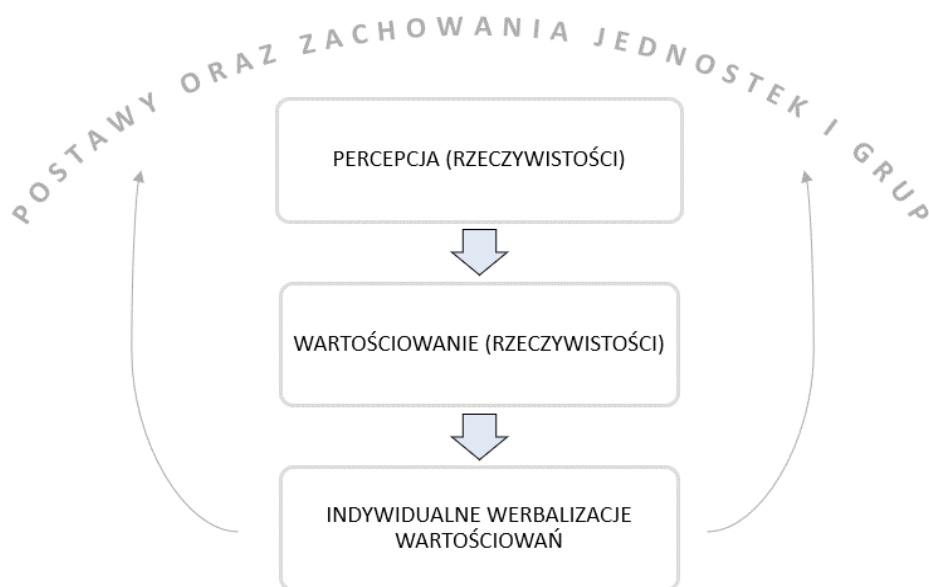 POSTAWY ORAZ ZACHOWANIA JEDNOSTEK I GRUP
PERCEPCJA (RZECZYWISTOŚCI)
WARTOŚCIOWANIE (RZECZYWISTOŚCI)
INDYWIDUALNE WERBALIZACJE
WARTOŚCIOWAŃ